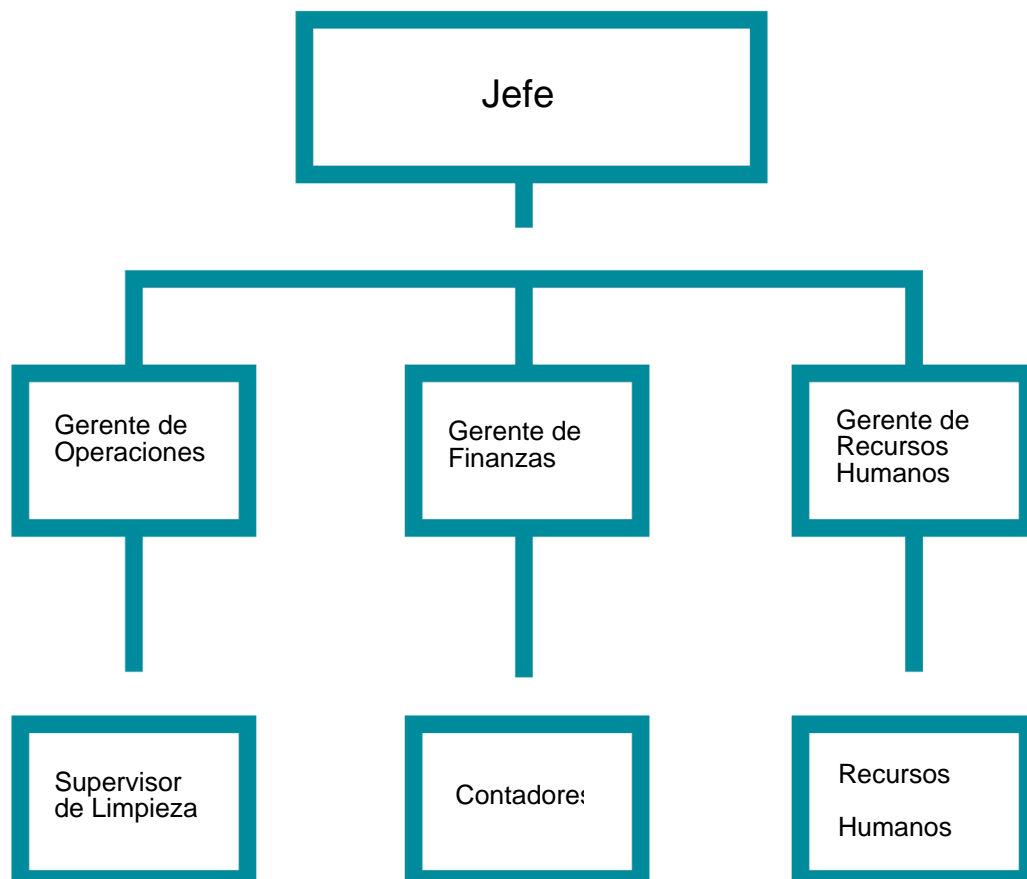 Jefe
Gerente de
Operaciones
Gerente de
Finanzas
Gerente de
Recursos
Humanos
Supervisor
de Limpieza
Contadores
Recursos
Humanos